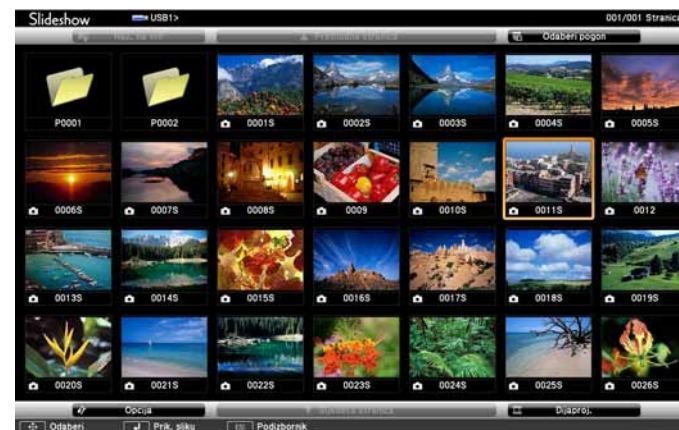 Slideshow USB1> 001/001 Stranica
Odaberi pogon
P0001 P0002 0001S 0002S 0003S 0004S 0005S
0006S 0007S 0008S 0009 0010S 0011S 0012
0013S 0014S 0015S 0016S 0017S 0018S 0019S
0020S 0021S 0022S 0023S 0024S 0025S 0026S
Opcija Dijaproj.
Odaberi Prik. sliku Podizbornik